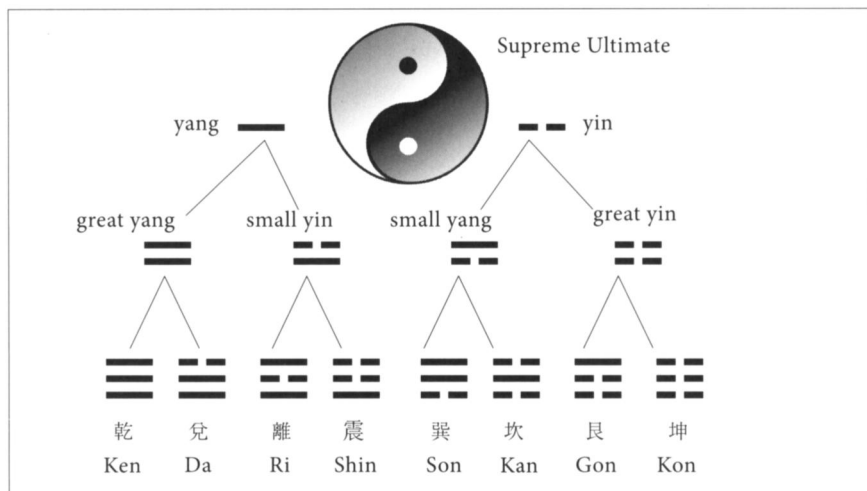 Supreme Ultimate
yang
yin
great yang
small yin
small yang
great yin
乾 兌 離 震 巽 坎 艮 坤
Ken Da Ri Shin Son Kan Gon Kon